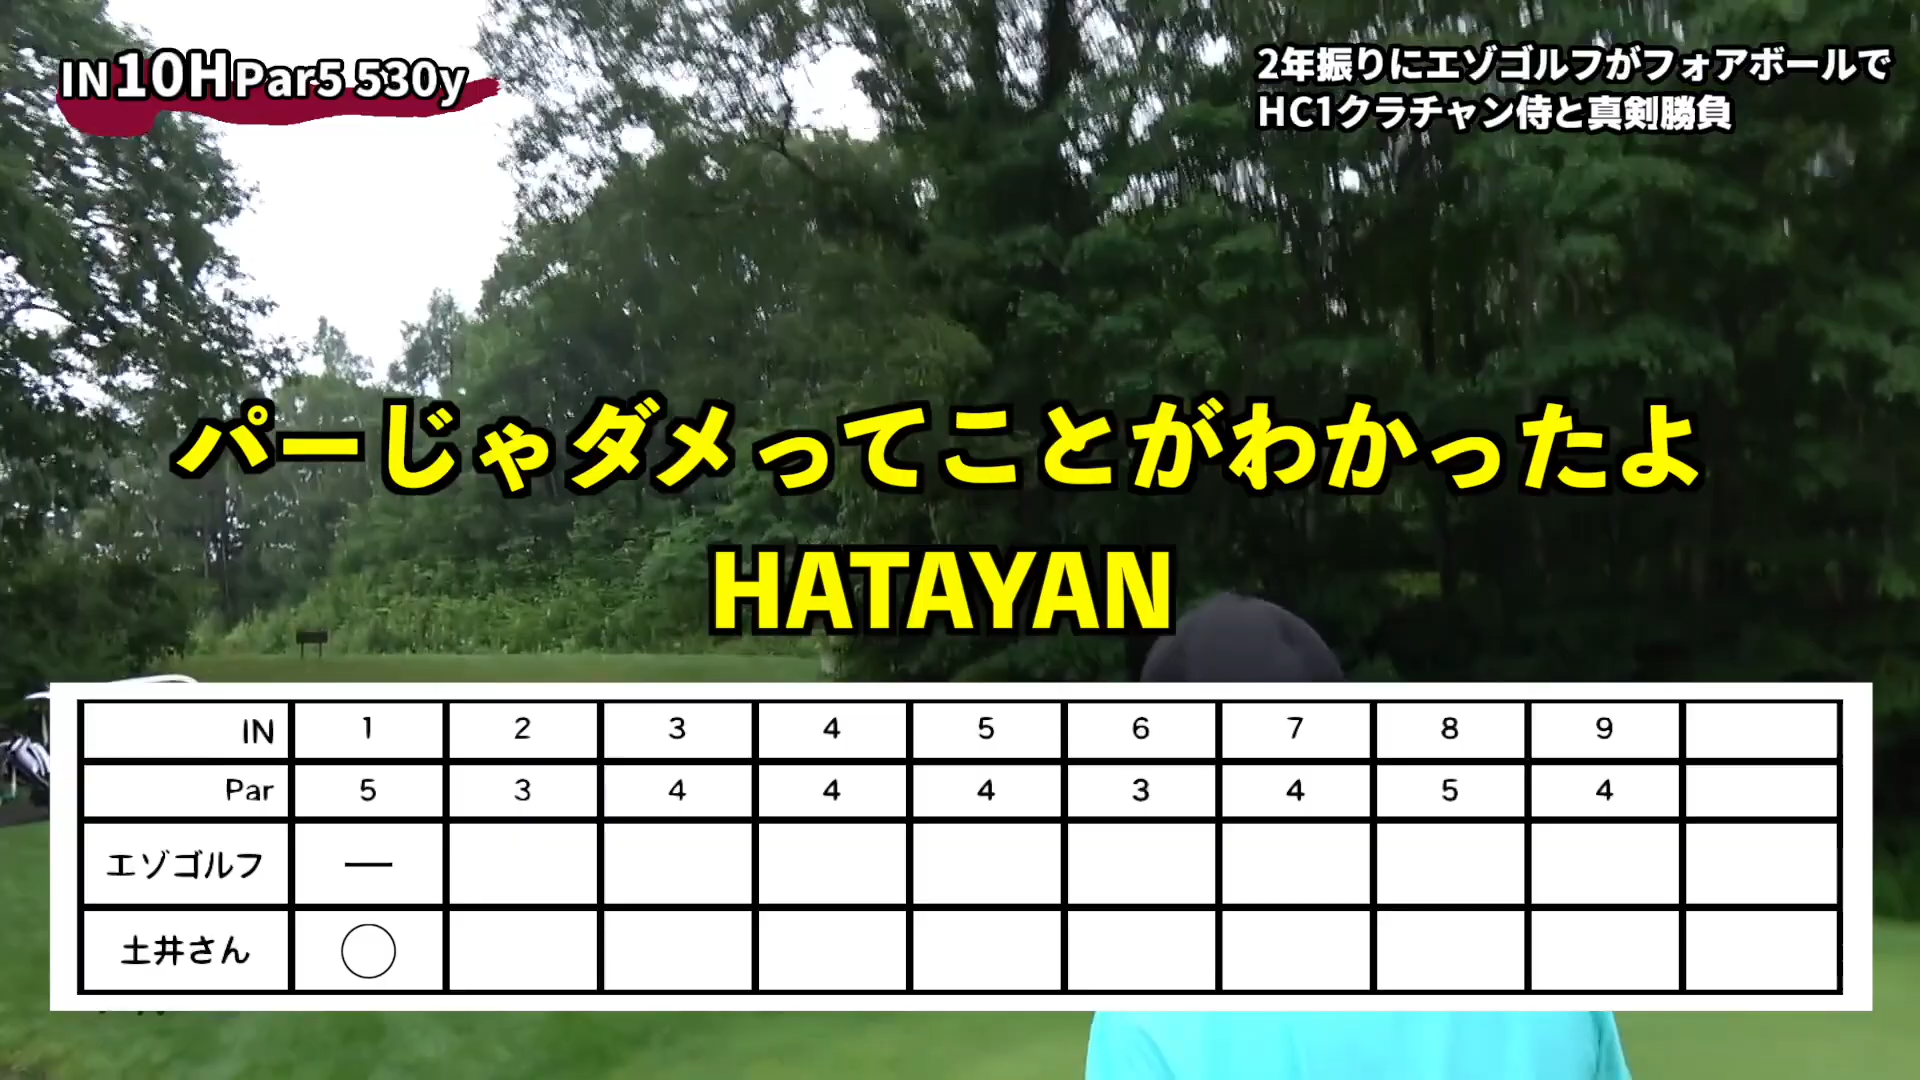 IN10H Par5 530y
2年振りにエゾゴルフがフォアボールで
HC1クラチャン侍と真剣勝負
パーじゃダメってことがわかったよ
HATAYAN
IN 1 2 3 4 5 6 7 8 9
Par 5 3 4 4 4 3 4 5 4
エゾゴルフ —
土井さん ○